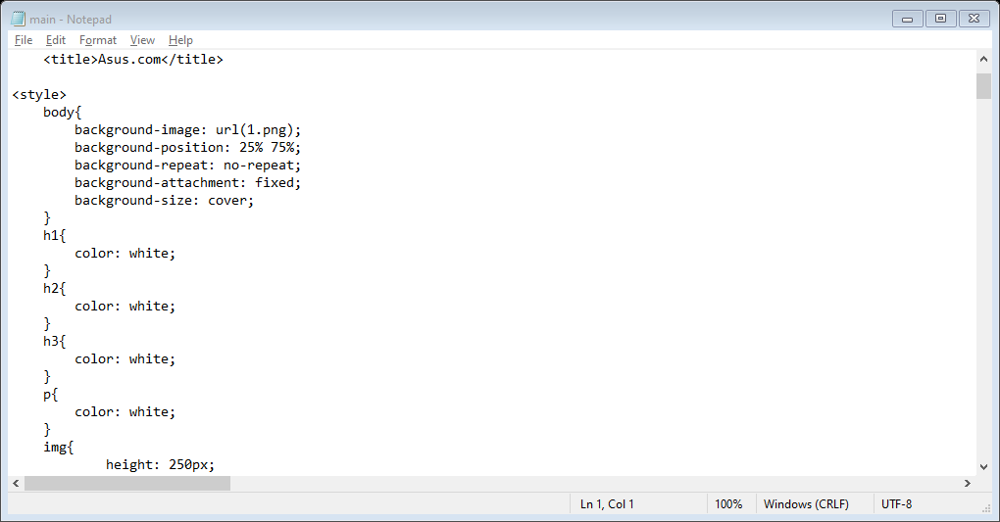 main - Notepad
File Edit Format View Help
    <title>Asus.com</title>

<style>
    body{
        background-image: url(1.png);
        background-position: 25% 75%;
        background-repeat: no-repeat;
        background-attachment: fixed;
        background-size: cover;
    }
    h1{
        color: white;
    }
    h2{
        color: white;
    }
    h3{
        color: white;
    }
    p{
        color: white;
    }
    img{
            height: 250px;
Ln 1, Col 1 100% Windows (CRLF) UTF-8